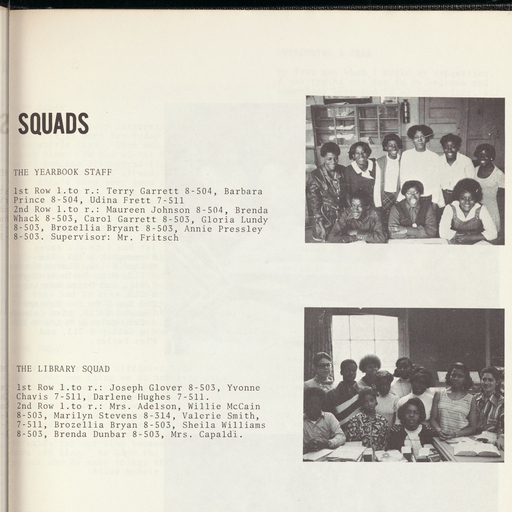 SQUADS
THE YEARBOOK STAFF
1st Row l.to r.: Terry Garrett 8-504, Barbara
Prince 8-504, Udina Frett 7-511
2nd Row l.to r.: Maureen Johnson 8-504, Brenda
Whack 8-503, Carol Garrett 8-503, Gloria Lundy
8-503, Brozellia Bryant 8-503, Annie Pressley
8-503. Supervisor: Mr. Fritsch
THE LIBRARY SQUAD
1st Row l.to r.: Joseph Glover 8-503, Yvonne
Chavis 7-511, Darlene Hughes 7-511.
2nd Row l.to r.: Mrs. Adelson, Willie McCain
8-503, Marilyn Stevens 8-314, Valerie Smith,
7-511, Brozellia Bryan 8-503, Sheila Williams
8-503, Brenda Dunbar 8-503, Mrs. Capaldi.